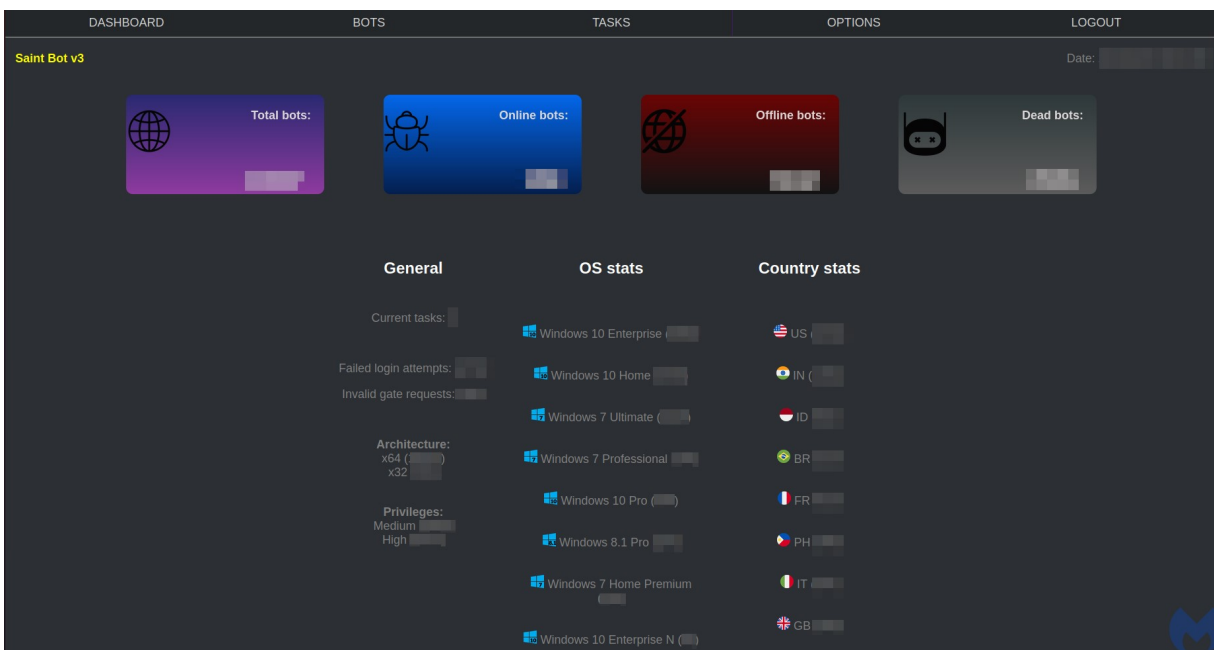 DASHBOARD BOTS TASKS OPTIONS LOGOUT
Saint Bot v3 Date:
Total bots: Online bots: Offline bots: Dead bots:
General
Current tasks:
Failed login attempts:
Invalid gate requests:
Architecture:
x64 (
x32
Privileges:
Medium
High
OS stats
Windows 10 Enterprise (
Windows 10 Home
Windows 7 Ultimate ( )
Windows 7 Professional
Windows 10 Pro ( )
Windows 8.1 Pro
Windows 7 Home Premium
(
Windows 10 Enterprise N ( )
Country stats
US (
IN (
ID
BR
FR
PH
IT
GB